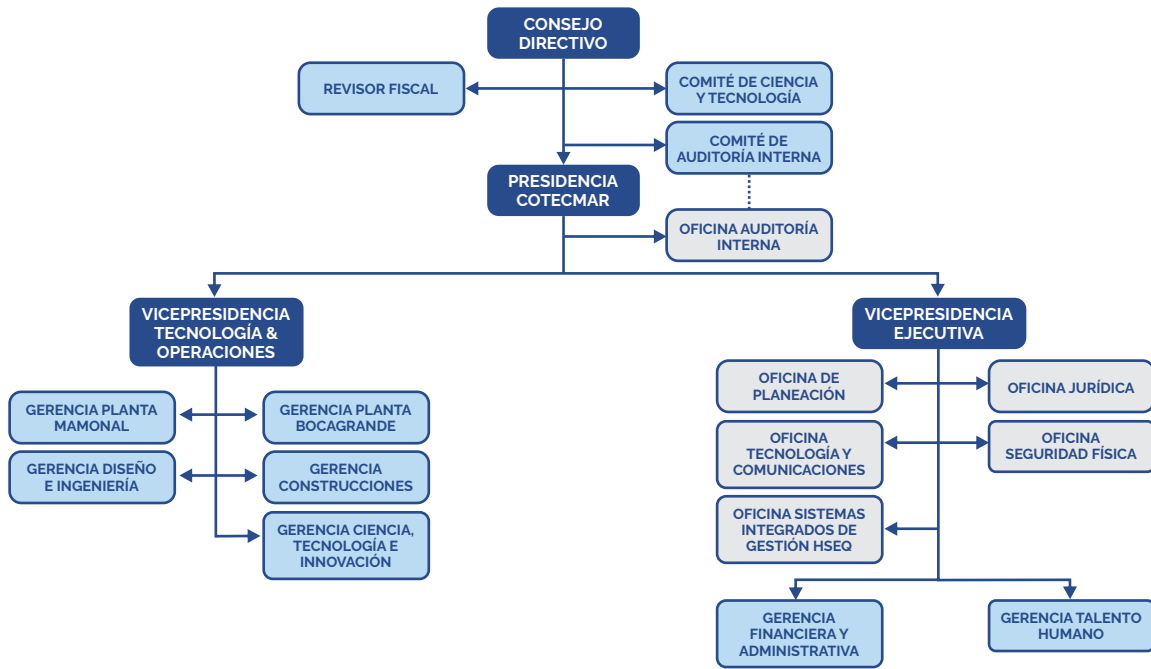 CONSEJO
DIRECTIVO
REVISOR FISCAL
COMITÉ DE CIENCIA
Y TECNOLOGÍA
COMITÉ DE
AUDITORÍA INTERNA
PRESIDENCIA
COTECMAR
OFICINA AUDITORÍA
INTERNA
VICEPRESIDENCIA
TECNOLOGÍA &
OPERACIONES
GERENCIA PLANTA
MAMONAL
GERENCIA PLANTA
BOCAGRANDE
GERENCIA DISEÑO
E INGENIERÍA
GERENCIA
CONSTRUCCIONES
GERENCIA CIENCIA,
TECNOLOGÍA E
INNOVACIÓN
VICEPRESIDENCIA
EJECUTIVA
OFICINA DE
PLANEACIÓN
OFICINA JURÍDICA
OFICINA
TECNOLOGÍA Y
COMUNICACIONES
OFICINA
SEGURIDAD FÍSICA
OFICINA SISTEMAS
INTEGRADOS DE
GESTIÓN HSEQ
GERENCIA
FINANCIERA Y
ADMINISTRATIVA
GERENCIA TALENTO
HUMANO